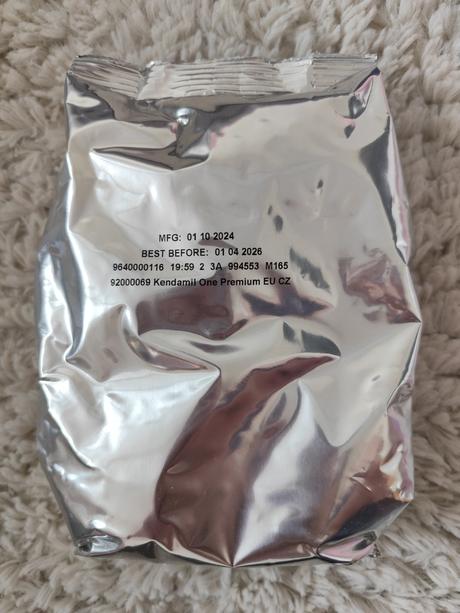 MFG: 01 10 2024
BEST BEFORE: 01 04 2026
9640000116 19:59 2 3A 994553 M165
92000069 Kendamil One Premium EU CZ